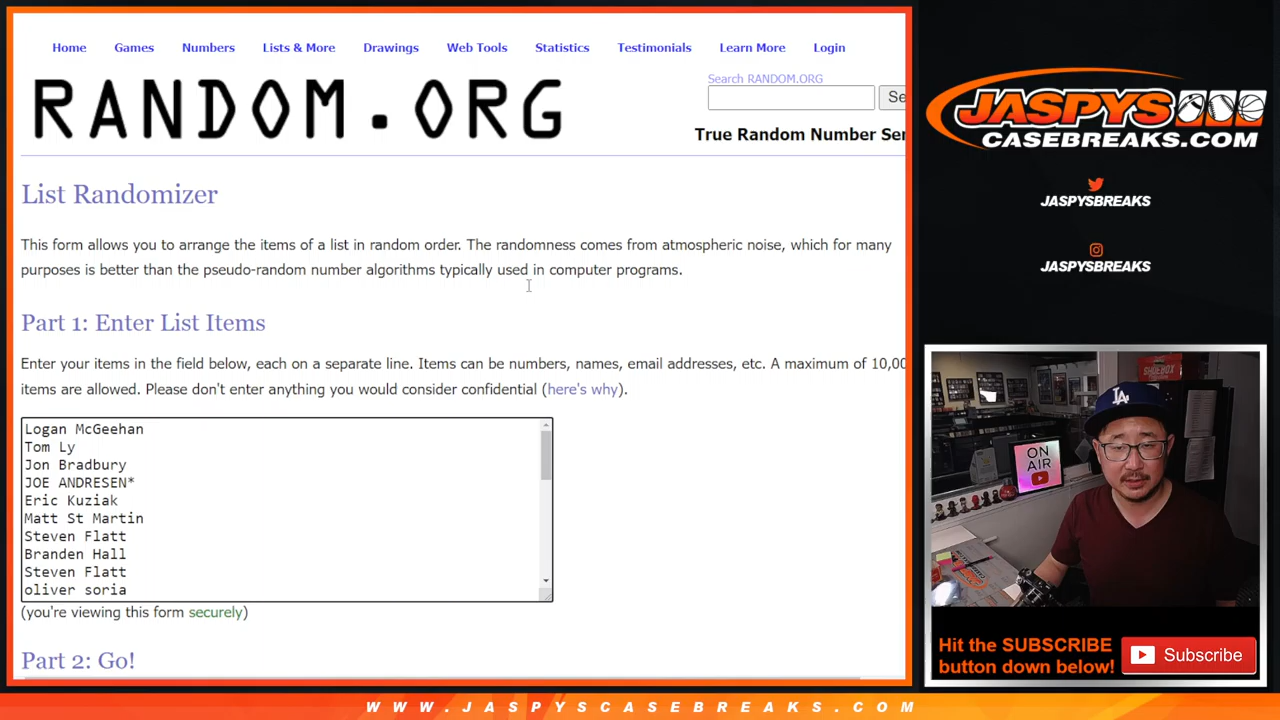 Home Games Numbers Lists & More Drawings Web Tools Statistics Testimonials Learn More Login
RANDOM.ORG
Search RANDOM.ORG
Se
True Random Number Ser
List Randomizer
This form allows you to arrange the items of a list in random order. The randomness comes from atmospheric noise, which for many
purposes is better than the pseudo-random number algorithms typically used in computer programs.
Part 1: Enter List Items
Enter your items in the field below, each on a separate line. Items can be numbers, names, email addresses, etc. A maximum of 10,00
items are allowed. Please don't enter anything you would consider confidential (here's why).
Logan McGeehan
Tom Ly
Jon Bradbury
JOE ANDRESEN*
Eric Kuziak
Matt St Martin
Steven Flatt
Branden Hall
Steven Flatt
oliver soria
(you're viewing this form securely)
Part 2: Go!
JASPYS
CASEBREAKS.COM
JASPYSBREAKS
JASPYSBREAKS
SHOEBOX
LA
ON
AIR
Hit the SUBSCRIBE
button down below!
Subscribe
WWW.JASPYSCASEBREAKS.COM